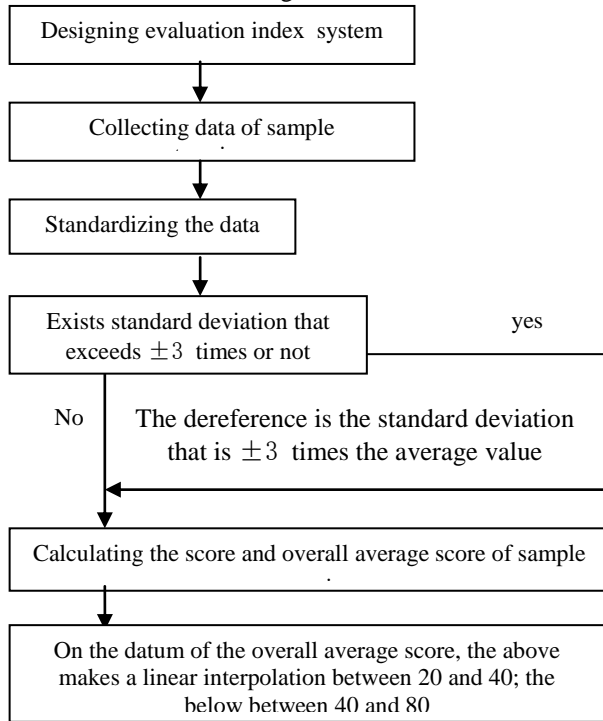 Designing evaluation index system
Collecting data of sample
Standardizing the data
Exists standard deviation that
exceeds ±3 times or not
yes
No
The dereference is the standard deviation
that is ±3 times the average value
Calculating the score and overall average score of sample
On the datum of the overall average score, the above
makes a linear interpolation between 20 and 40; the
below between 40 and 80